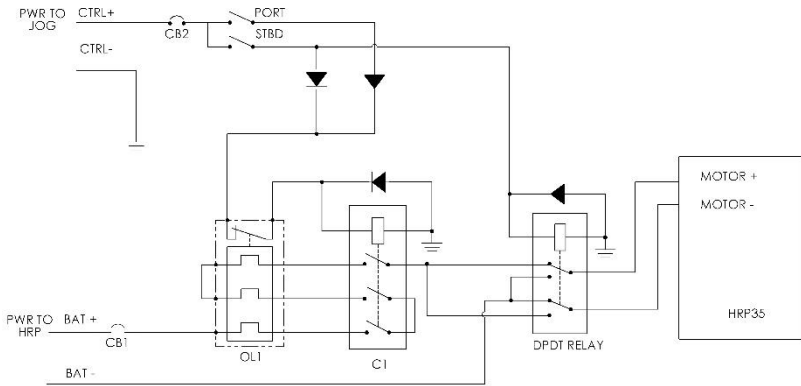 PWR TO JOG
CTRL+
CB2
PORT
STBD
CTRL-
MOTOR +
MOTOR -
HRP35
PWR TO HRP
BAT +
CB1
OL1
C1
DPDT RELAY
BAT -